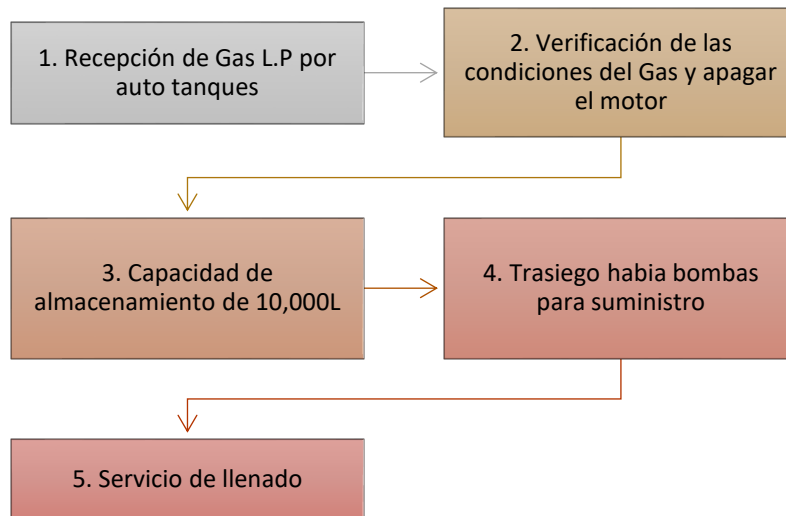 1. Recepción de Gas L.P por
auto tanques
2. Verificación de las
condiciones del Gas y apagar
el motor
3. Capacidad de
almacenamiento de 10,000L
4. Trasiego habia bombas
para suministro
5. Servicio de llenado